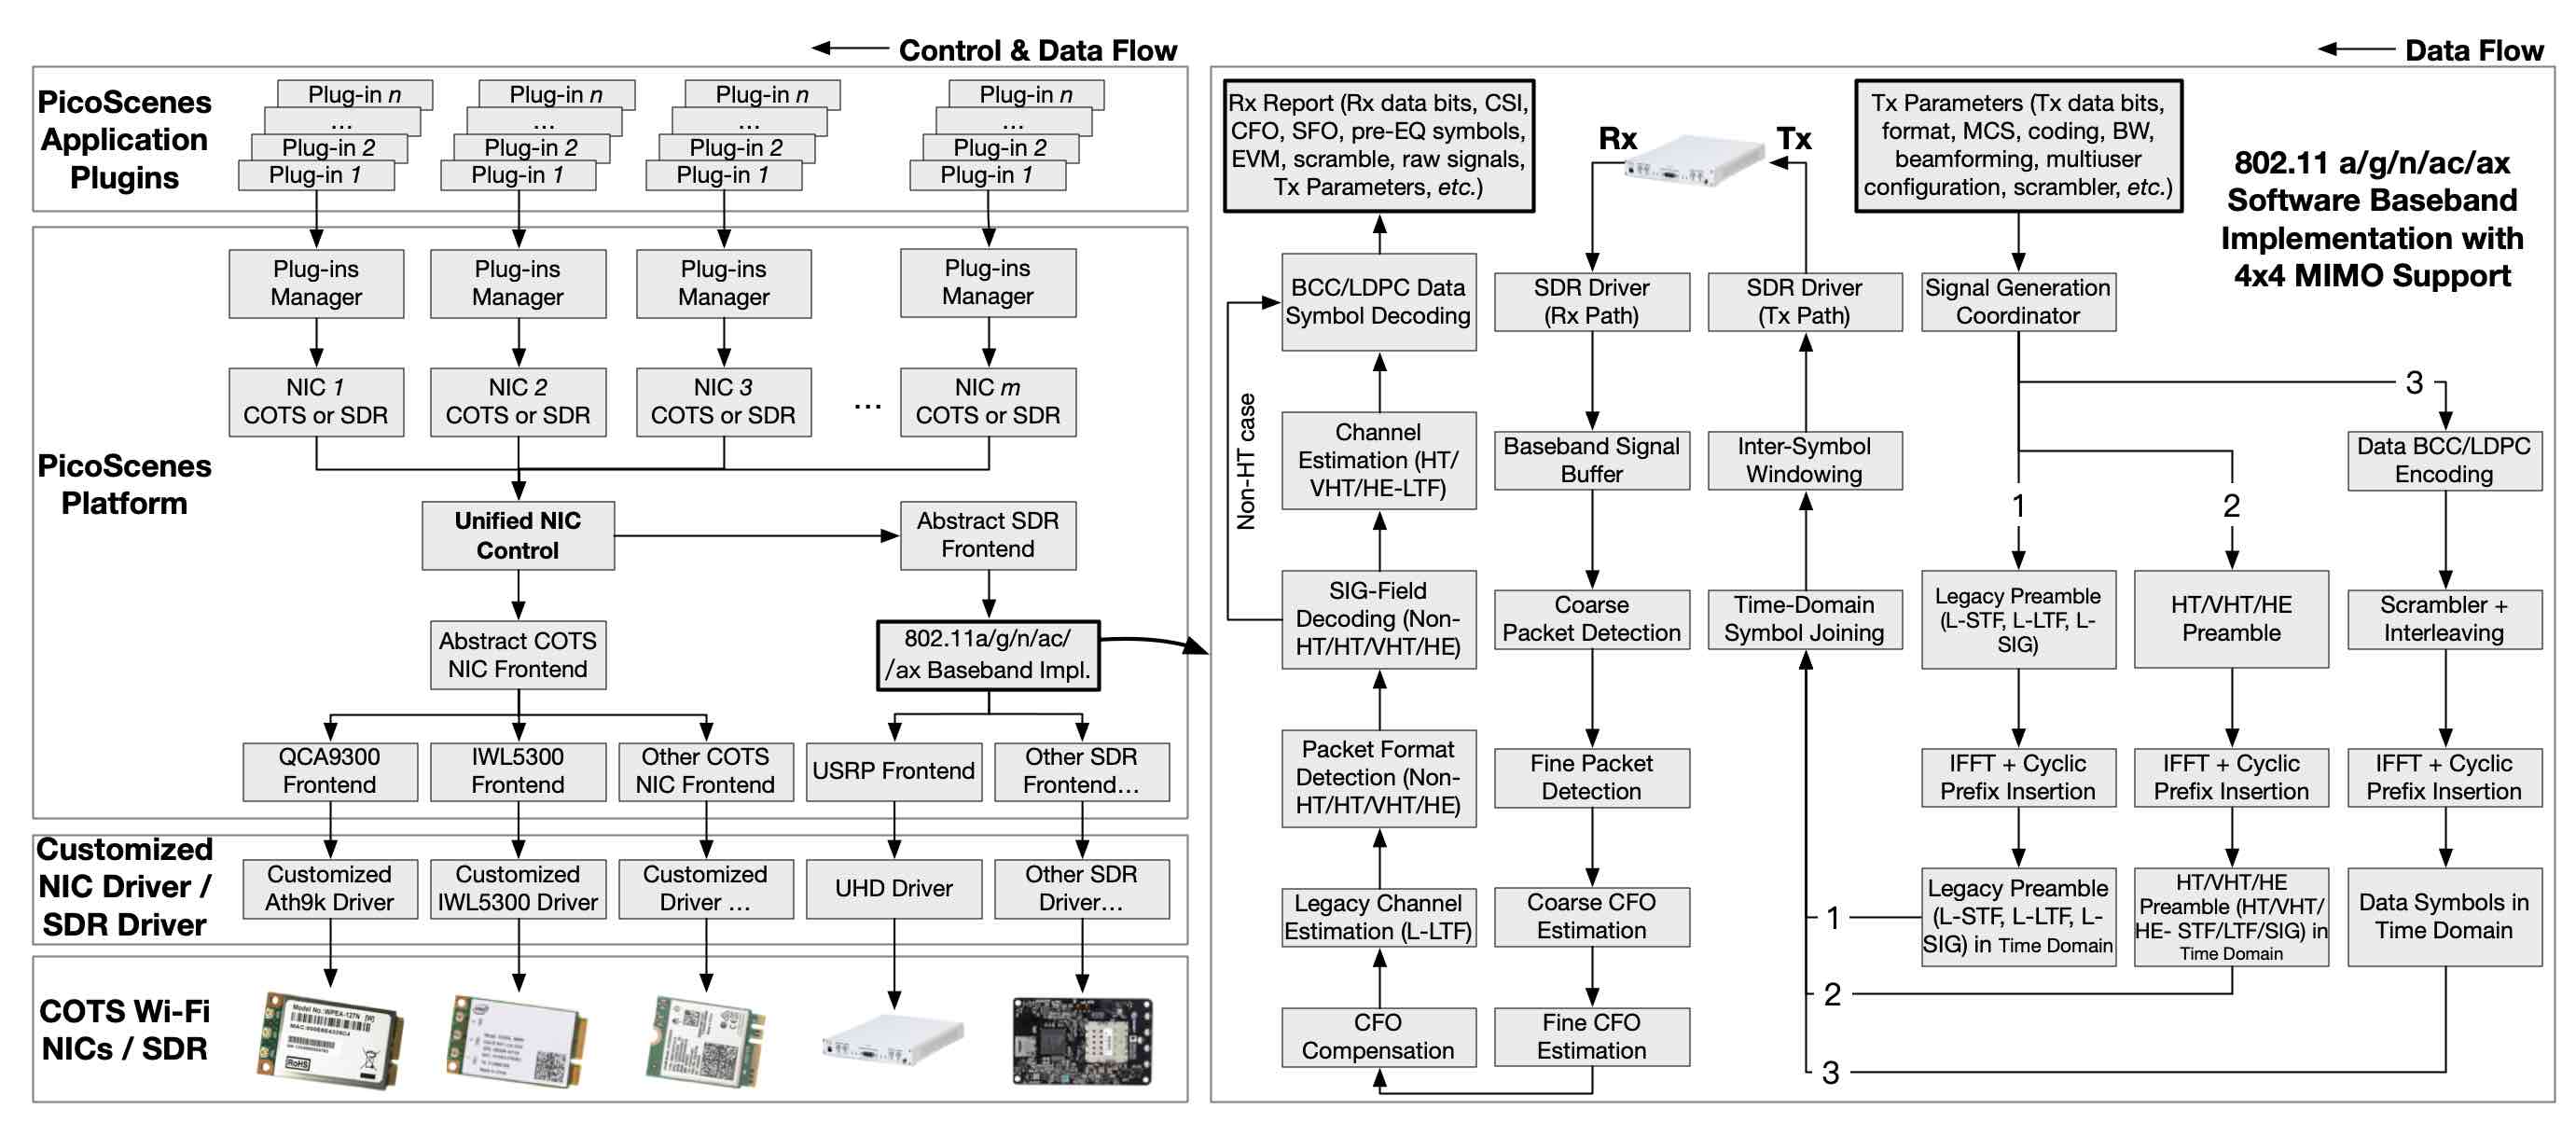 Control & Data Flow
PicoScenes
Application
Plugins
Plug-in n
...
Plug-in 2
Plug-in 1
Plug-in n
...
Plug-in 2
Plug-in 1
Plug-in n
...
Plug-in 2
Plug-in 1
Plug-in n
...
Plug-in 2
Plug-in 1
PicoScenes
Platform
Plug-ins
Manager
Plug-ins
Manager
Plug-ins
Manager
Plug-ins
Manager
NIC 1
COTS or SDR
NIC 2
COTS or SDR
NIC 3
COTS or SDR
...
NIC m
COTS or SDR
Unified NIC
Control
Abstract SDR
Frontend
Abstract COTS
NIC Frontend
802.11a/g/n/ac/
/ax Baseband Impl.
QCA9300
Frontend
IWL5300
Frontend
Other COTS
NIC Frontend
USRP Frontend
Other SDR
Frontend...
Customized
NIC Driver /
SDR Driver
Customized
Ath9k Driver
Customized
IWL5300 Driver
Customized
Driver ...
UHD Driver
Other SDR
Driver...
COTS Wi-Fi
NICs / SDR
Model No.:WPEA-127N [W]
RoHS
Data Flow
Rx Report (Rx data bits, CSI,
CFO, SFO, pre-EQ symbols,
EVM, scramble, raw signals,
Tx Parameters, etc.)
Rx
Tx
Tx Parameters (Tx data bits,
format, MCS, coding, BW,
beamforming, multiuser
configuration, scrambler, etc.)
802.11 a/g/n/ac/ax
Software Baseband
Implementation with
4x4 MIMO Support
BCC/LDPC Data
Symbol Decoding
SDR Driver
(Rx Path)
SDR Driver
(Tx Path)
Signal Generation
Coordinator
3
Non-HT case
Channel
Estimation (HT/
VHT/HE-LTF)
Baseband Signal
Buffer
Inter-Symbol
Windowing
Data BCC/LDPC
Encoding
1
2
SIG-Field
Decoding (Non-
HT/HT/VHT/HE)
Coarse
Packet Detection
Time-Domain
Symbol Joining
Legacy Preamble
(L-STF, L-LTF, L-
SIG)
HT/VHT/HE
Preamble
Scrambler +
Interleaving
Packet Format
Detection (Non-
HT/HT/VHT/HE)
Fine Packet
Detection
IFFT + Cyclic
Prefix Insertion
IFFT + Cyclic
Prefix Insertion
IFFT + Cyclic
Prefix Insertion
Legacy Channel
Estimation (L-LTF)
Coarse CFO
Estimation
1
Legacy Preamble
(L-STF, L-LTF, L-
SIG) in Time Domain
HT/VHT/HE
Preamble (HT/VHT/
HE- STF/LTF/SIG) in
Time Domain
Data Symbols in
Time Domain
2
CFO
Compensation
Fine CFO
Estimation
3